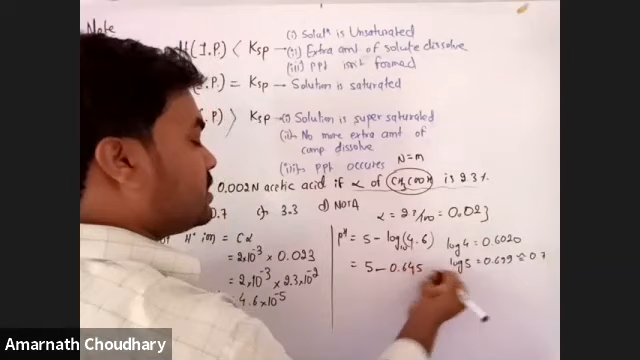 Note
(I.P.) < Ksp → (i) Solunᵗ is Unsaturated
(ii) Extra amt of solute dissolve
(iii) PPt isn't formed
(I.P.) = Ksp → Solution is saturated
> Ksp → (i) Solution is super saturated
(ii) No more extra amt of
comp dissolve
(iii) PPt occures N=m
0.002N acetic acid if α of CH3COOH is 2.3%.
0.7 c) 3.3 d) NOTA
α = 2.3/100 = 0.023
H⁺ ion = Cα
= 2×10⁻³ × 0.023
= 2×10⁻³ × 2.3×10⁻²
4.6×10⁻⁵
pH = 5 - log(4.6)
= 5 - 0.645
log 4 = 0.6020
log 5 = 0.699 ≈ 0.7
Amarnath Choudhary